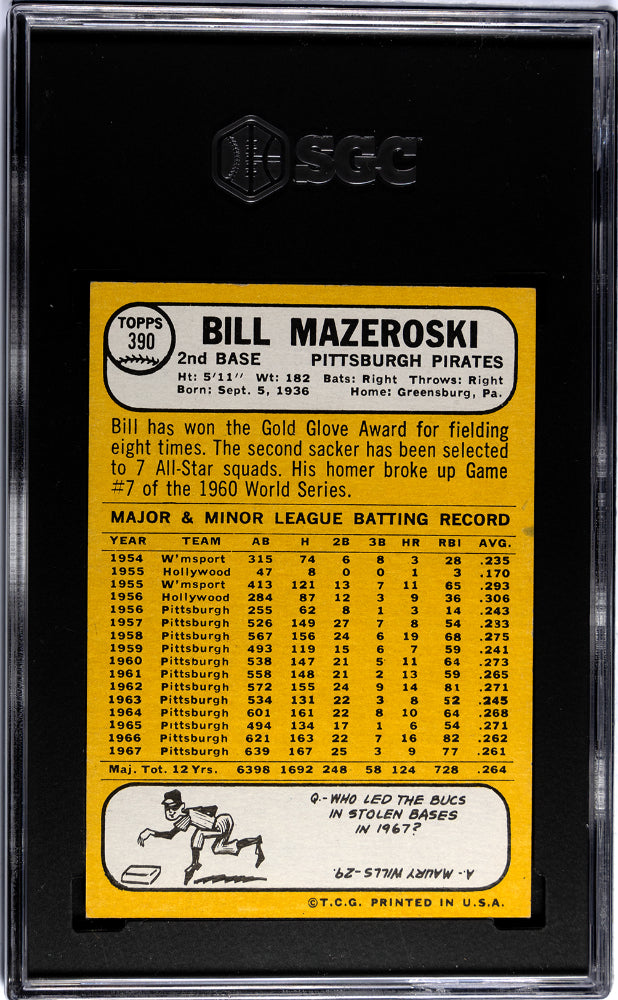 SGC
TOPPS
390
BILL MAZEROSKI
2nd BASE PITTSBURGH PIRATES
Ht: 5'11" Wt: 182 Bats: Right Throws: Right
Born: Sept. 5, 1936 Home: Greensburg, Pa.
Bill has won the Gold Glove Award for fielding
eight times. The second sacker has been selected
to 7 All-Star squads. His homer broke up Game
#7 of the 1960 World Series.
MAJOR & MINOR LEAGUE BATTING RECORD
YEAR TEAM AB H 2B 3B HR RBI AVG.
1954 W'msport 315 74 6 8 3 28 .235
1955 Hollywood 47 8 0 0 1 3 .170
1955 W'msport 413 121 13 7 11 65 .293
1956 Hollywood 284 87 12 3 9 36 .306
1956 Pittsburgh 255 62 8 1 3 14 .243
1957 Pittsburgh 526 149 27 7 8 54 .283
1958 Pittsburgh 567 156 24 6 19 68 .275
1959 Pittsburgh 493 119 15 6 7 59 .241
1960 Pittsburgh 538 147 21 5 11 64 .273
1961 Pittsburgh 558 148 21 2 13 59 .265
1962 Pittsburgh 572 155 24 9 14 81 .271
1963 Pittsburgh 534 131 22 3 8 52 .245
1964 Pittsburgh 601 161 22 8 10 64 .268
1965 Pittsburgh 494 134 17 1 6 54 .271
1966 Pittsburgh 621 163 22 7 16 82 .262
1967 Pittsburgh 639 167 25 3 9 77 .261
Maj. Tot. 12 Yrs. 6398 1692 248 58 124 728 .264
Q.-WHO LED THE BUCS
IN STOLEN BASES
IN 1967?
A.-MAURY WILLS-29.
©T.C.G. PRINTED IN U.S.A.